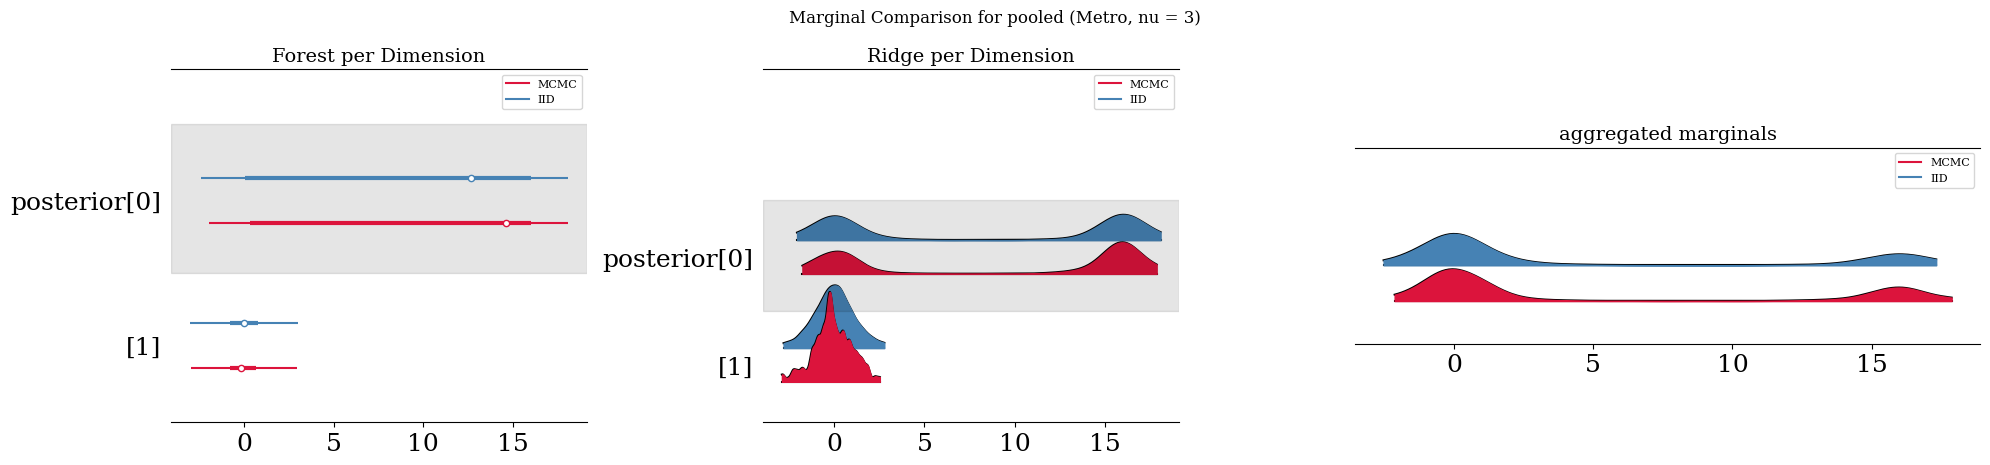 Marginal Comparison for pooled (Metro, nu = 3)
Forest per Dimension
MCMC
IID
posterior[0]
[1]
0 5 10 15
Ridge per Dimension
MCMC
IID
posterior[0]
[1]
0 5 10 15
aggregated marginals
MCMC
IID
0 5 10 15